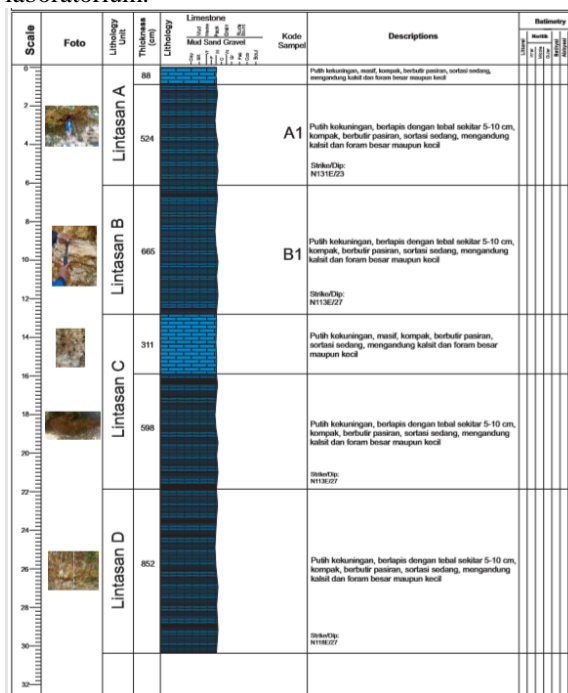 laboratorium.
Scale
Foto
Lithology
Unit
Thickness
(cm)
Lithology
Limestone
Mud
Wacke
Pack
Grain
Mud Sand Gravel
Kode
Sampel
Descriptions
Batimetry
Neritik
0
88
Putih kekuningan, masif, kompak, berbutir pasiran, sortasi sedang,
mengandung kalsit dan foram besar maupun kecil
2
Lintasan A
524
A1
Putih kekuningan, berlapis dengan tebal sekitar 5-10 cm,
kompak, berbutir pasiran, sortasi sedang, mengandung
kalsit dan foram besar maupun kecil
Strike/Dip:
N131E/23
4
6
8
Lintasan B
665
B1
Putih kekuningan, berlapis dengan tebal sekitar 5-10 cm,
kompak, berbutir pasiran, sortasi sedang, mengandung
kalsit dan foram besar maupun kecil
Strike/Dip:
N113E/27
10
12
14
Lintasan C
311
Putih kekuningan, masif, kompak, berbutir pasiran,
sortasi sedang, mengandung kalsit dan foram besar
maupun kecil
16
18
598
Putih kekuningan, berlapis dengan tebal sekitar 5-10 cm,
kompak, berbutir pasiran, sortasi sedang, mengandung
kalsit dan foram besar maupun kecil
Strike/Dip:
N113E/27
20
22
24
Lintasan D
852
Putih kekuningan, berlapis dengan tebal sekitar 5-10 cm,
kompak, berbutir pasiran, sortasi sedang, mengandung
kalsit dan foram besar maupun kecil
Strike/Dip:
N118E/27
26
28
30
32